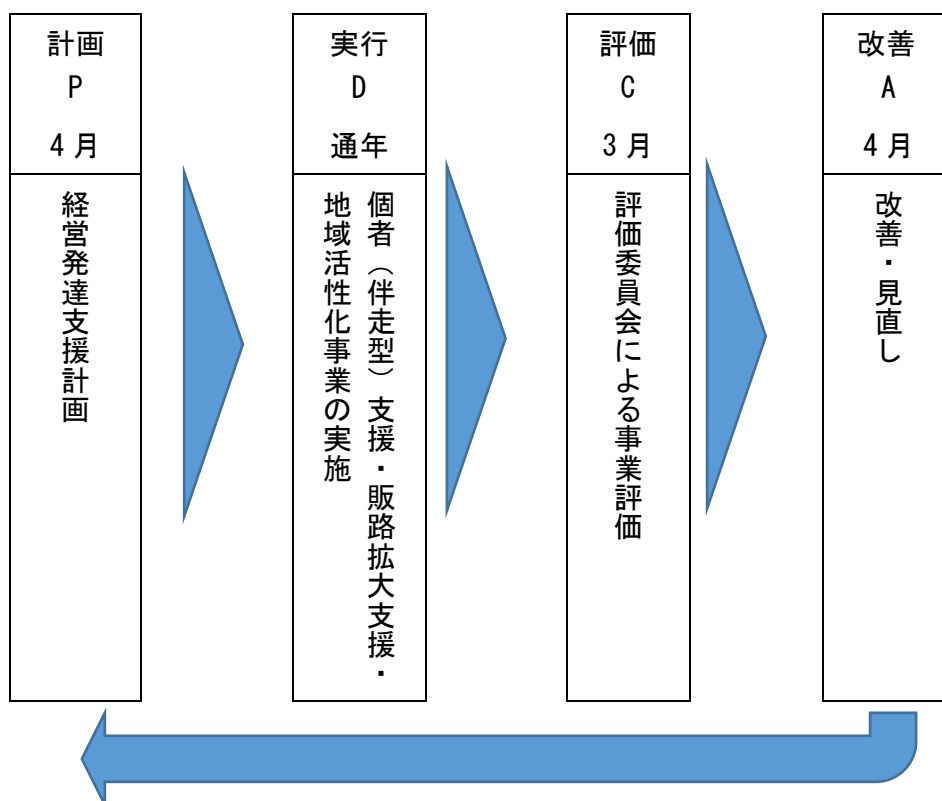 計画
P
4月
経営発達支援計画
実行
D
通年
個者（伴走型）支援・販路拡大支援・
地域活性化事業の実施
評価
C
3月
評価委員会による事業評価
改善
A
4月
改善・見直し